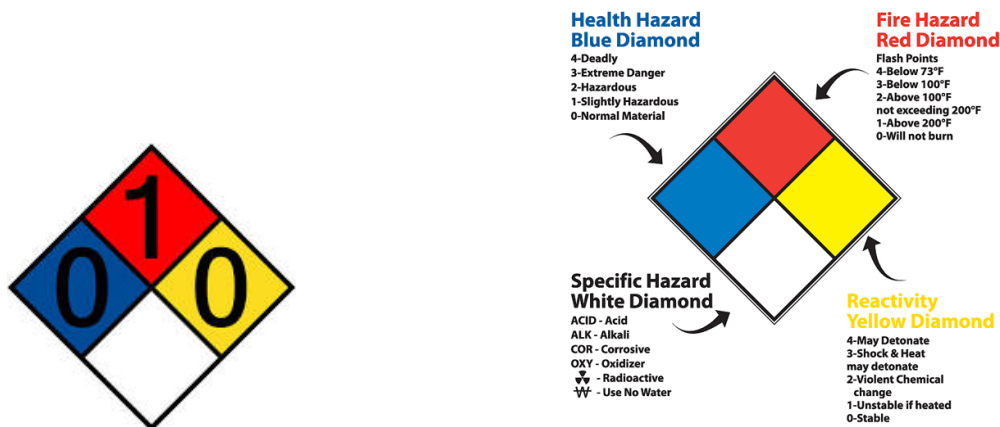 1
0
0
Health Hazard
Blue Diamond
4-Deadly
3-Extreme Danger
2-Hazardous
1-Slightly Hazardous
0-Normal Material
Fire Hazard
Red Diamond
Flash Points
4-Below 73°F
3-Below 100°F
2-Above 100°F
not exceeding 200°F
1-Above 200°F
0-Will not burn
Specific Hazard
White Diamond
ACID - Acid
ALK - Alkali
COR - Corrosive
OXY - Oxidizer
- Radioactive
W - Use No Water
Reactivity
Yellow Diamond
4-May Detonate
3-Shock & Heat
may detonate
2-Violent Chemical
change
1-Unstable if heated
0-Stable